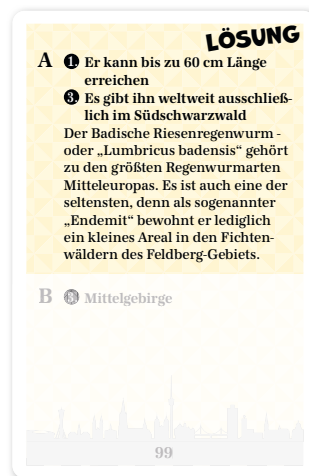 LÖSUNG
A 1. Er kann bis zu 60 cm Länge
erreichen
3. Es gibt ihn weltweit ausschließ-
lich im Südschwarzwald
Der Badische Riesenregenwurm -
oder „Lumbricus badensis“ gehört
zu den größten Regenwurmarten
Mitteleuropas. Es ist auch eine der
seltensten, denn als sogenannter
„Endemit“ bewohnt er lediglich
ein kleines Areal in den Fichten-
wäldern des Feldberg-Gebiets.
B Mittelgebirge
99